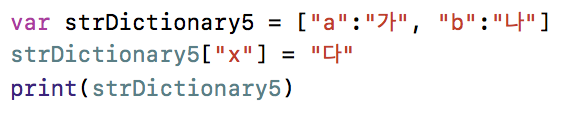 var strDictionary5 = ["a":"가", "b":"나"]
strDictionary5["x"] = "다"
print(strDictionary5)